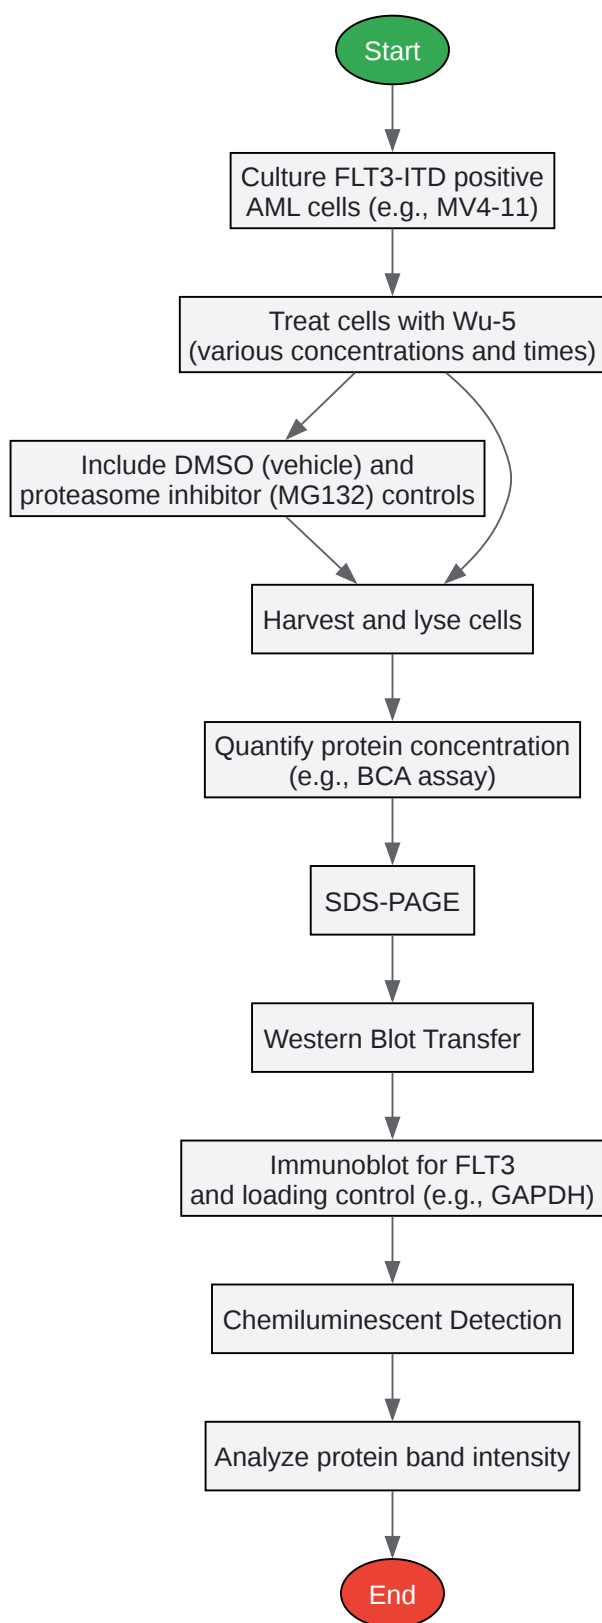 Start
Culture FLT3-ITD positive
AML cells (e.g., MV4-11)
Treat cells with Wu-5
(various concentrations and times)
Include DMSO (vehicle) and
proteasome inhibitor (MG132) controls
Harvest and lyse cells
Quantify protein concentration
(e.g., BCA assay)
SDS-PAGE
Western Blot Transfer
Immunoblot for FLT3
and loading control (e.g., GAPDH)
Chemiluminescent Detection
Analyze protein band intensity
End